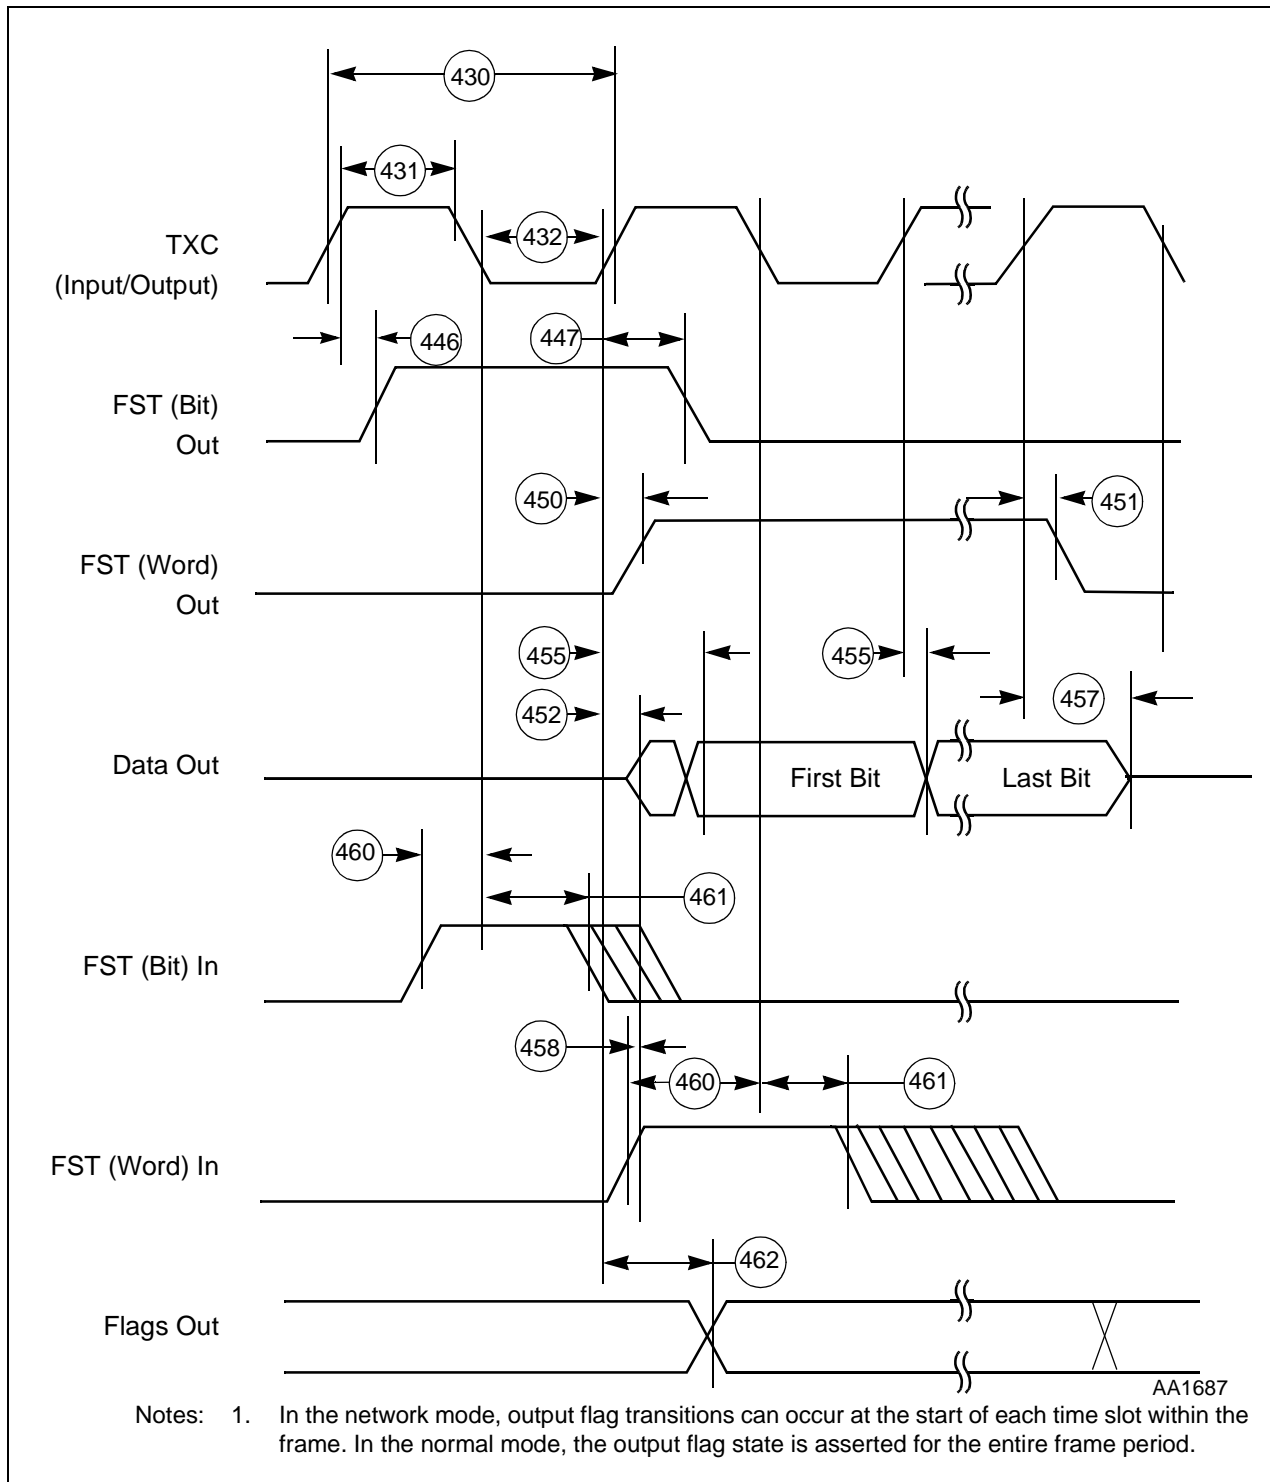 430
431
TXC
(Input/Output)
432
446
447
FST (Bit)
Out
450
451
FST (Word)
Out
455
455
452
457
Data Out
First Bit
Last Bit
460
461
FST (Bit) In
458
460
461
FST (Word) In
462
Flags Out
AA1687
Notes: 1. In the network mode, output flag transitions can occur at the start of each time slot within the
frame. In the normal mode, the output flag state is asserted for the entire frame period.